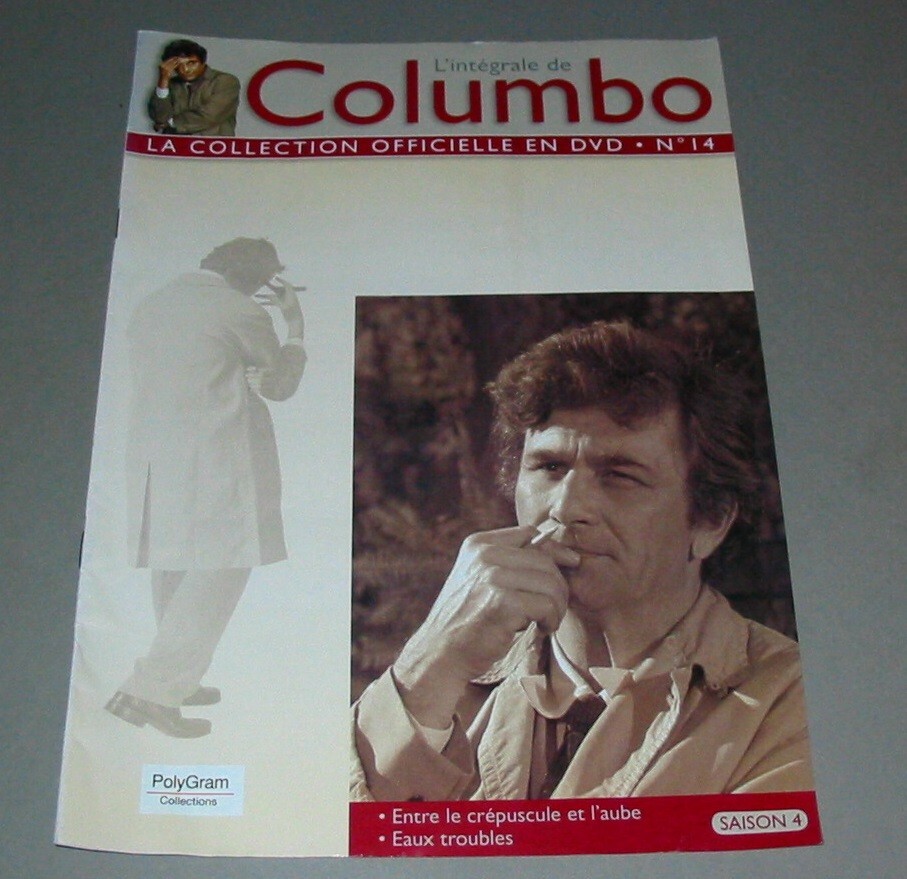 L'intégrale de
Columbo
LA COLLECTION OFFICIELLE EN DVD • N° 14
PolyGram
Collections
• Entre le crépuscule et l'aube
• Eaux troubles
SAISON 4